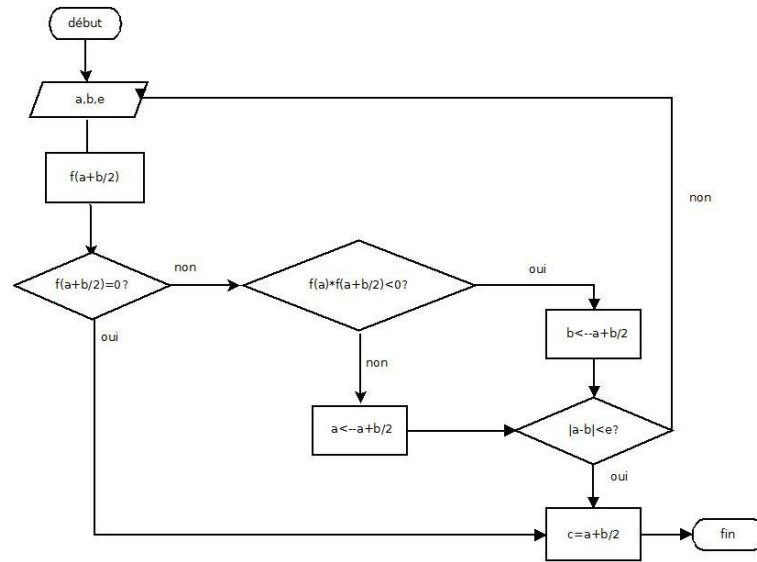 début
a,b,e
f(a+b/2)
f(a+b/2)=0?
non
f(a)*f(a+b/2)<0?
oui
non
b<--a+b/2
oui
non
a<--a+b/2
|a-b|<e?
oui
c=a+b/2
fin